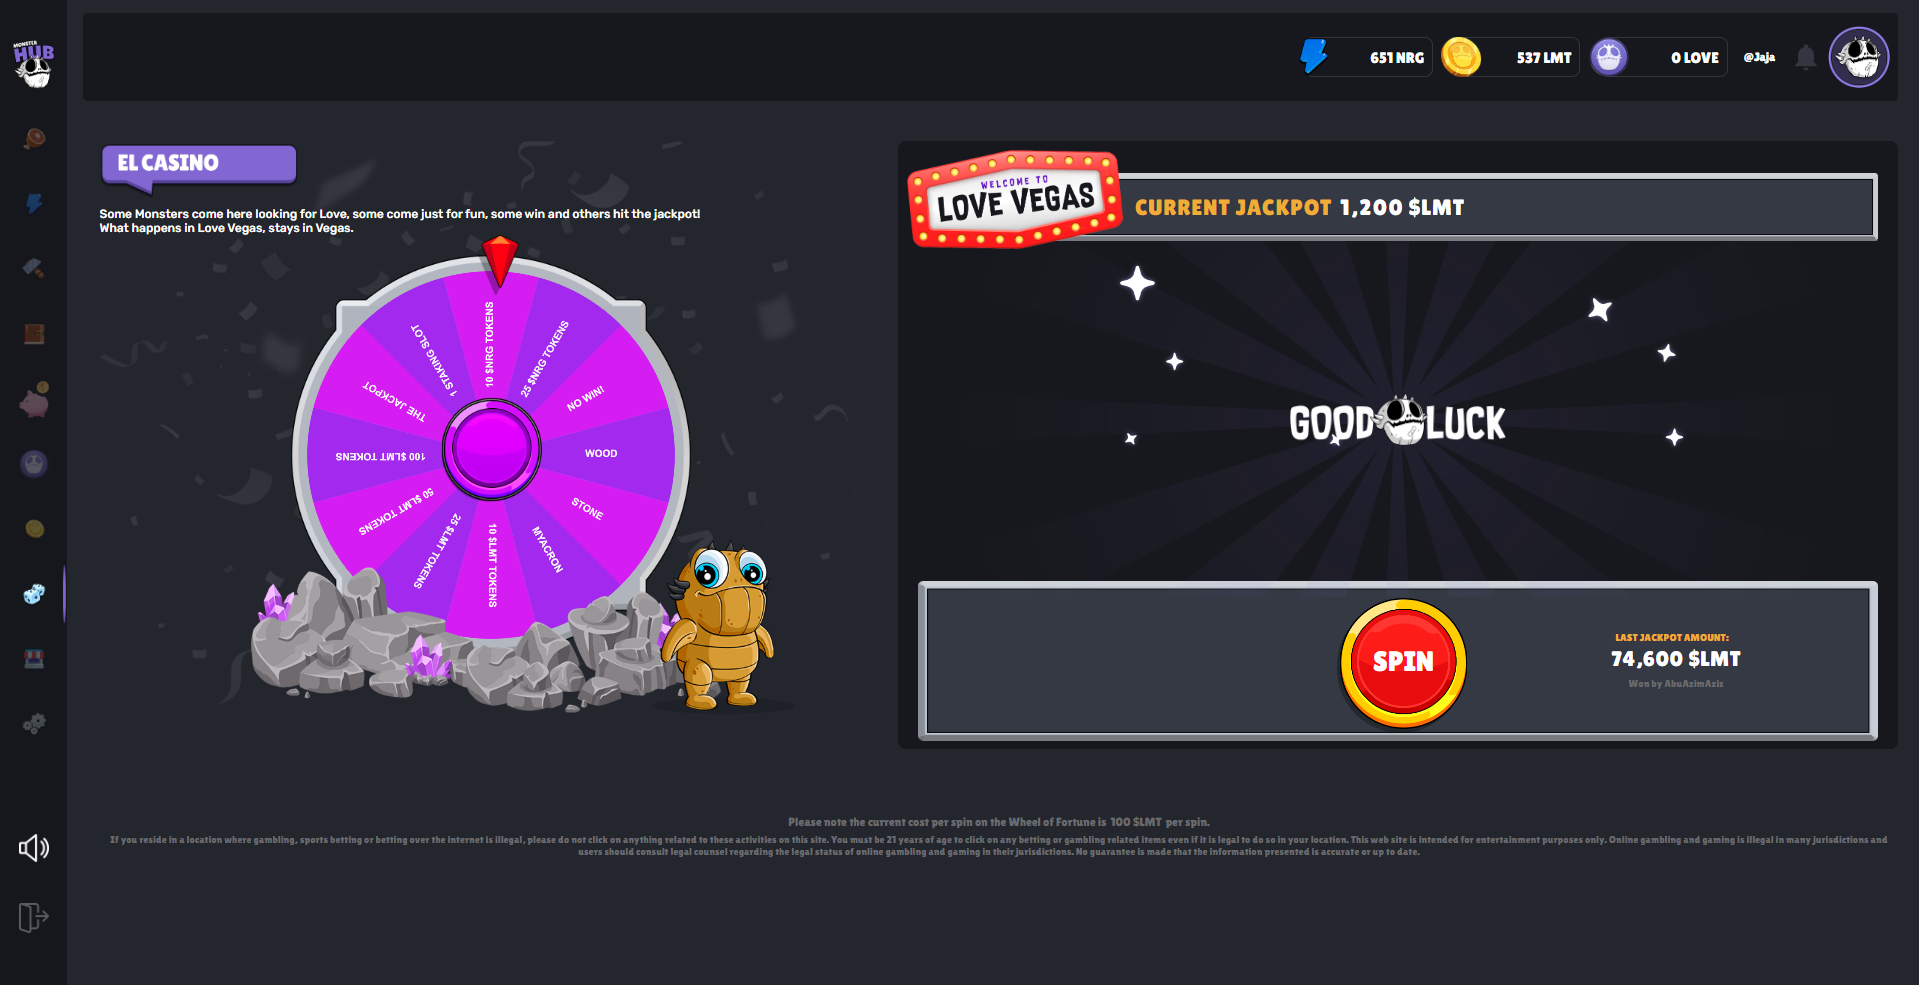 MONSTER
HUB
651 NRG
537 LMT
0 LOVE
@Jaja
EL CASINO
Some Monsters come here looking for Love, some come just for fun, some win and others hit the jackpot!
What happens in Love Vegas, stays in Vegas.
10 $NRG TOKENS
25 $NRG TOKENS
NO WIN!
WOOD
STONE
MYACRON
10 $LMT TOKENS
25 $LMT TOKENS
50 $LMT TOKENS
100 $LMT TOKENS
THE JACKPOT
1 STAKING SLOT
WELCOME TO
LOVE VEGAS
CURRENT JACKPOT 1,200 $LMT
GOOD LUCK
SPIN
LAST JACKPOT AMOUNT:
74,600 $LMT
Won by AbuAzimAziz
Please note the current cost per spin on the Wheel of Fortune is 100 $LMT per spin.
If you reside in a location where gambling, sports betting or betting over the internet is illegal, please do not click on anything related to these activities on this site. You must be 21 years of age to click on any betting or gambling related items even if it is legal to do so in your location. This web site is intended for entertainment purposes only. Online gambling and gaming is illegal in many jurisdictions and
users should consult legal counsel regarding the legal status of online gambling and gaming in their jurisdictions. No guarantee is made that the information presented is accurate or up to date.